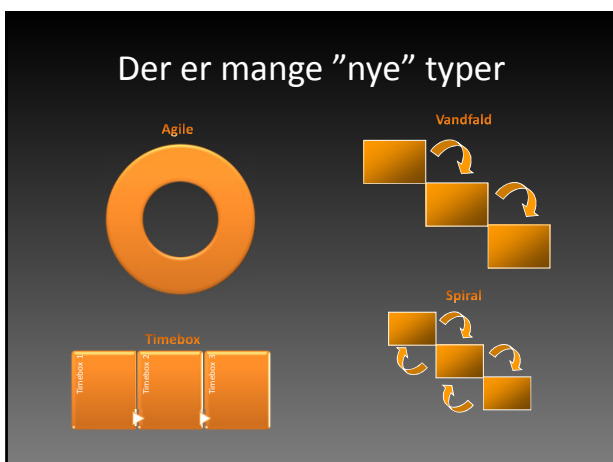 Der er mange ”nye” typer
Agile
Vandfald
Timebox
Timebox 1
Timebox 2
Timebox 3
Spiral